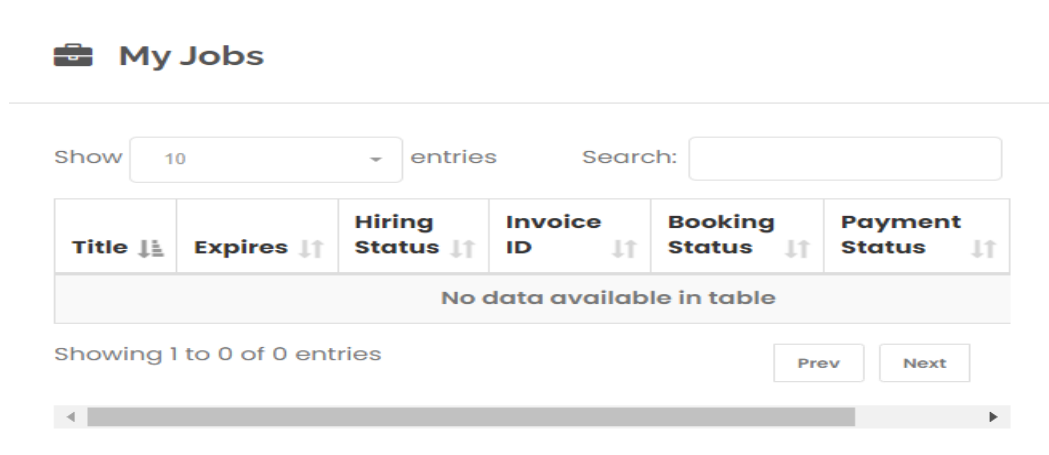 My Jobs
Show 10 entries Search:
Title Expires Hiring Status Invoice ID Booking Status Payment Status
No data available in table
Showing 1 to 0 of 0 entries
Prev Next